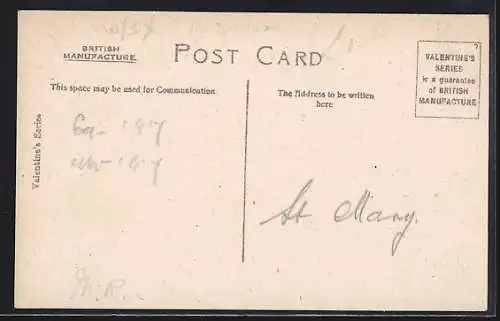 BRITISH
MANUFACTURE.
POST CARD
VALENTINE'S
SERIES
is a guarantee
of BRITISH
MANUFACTURE
This space may be used for Communication.
The Address to be written
here
Valentine's Series
St Mary.
M.R..